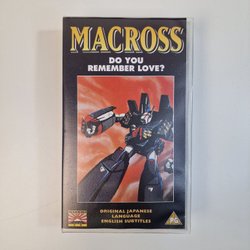 MACROSS
DO YOU
REMEMBER LOVE?
ORIGINAL JAPANESE
LANGUAGE
ENGLISH SUBTITLES
PG